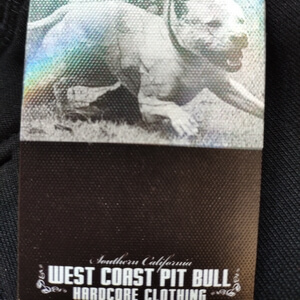 Southern California
WEST COAST PIT BULL
HARDCORE CLOTHING